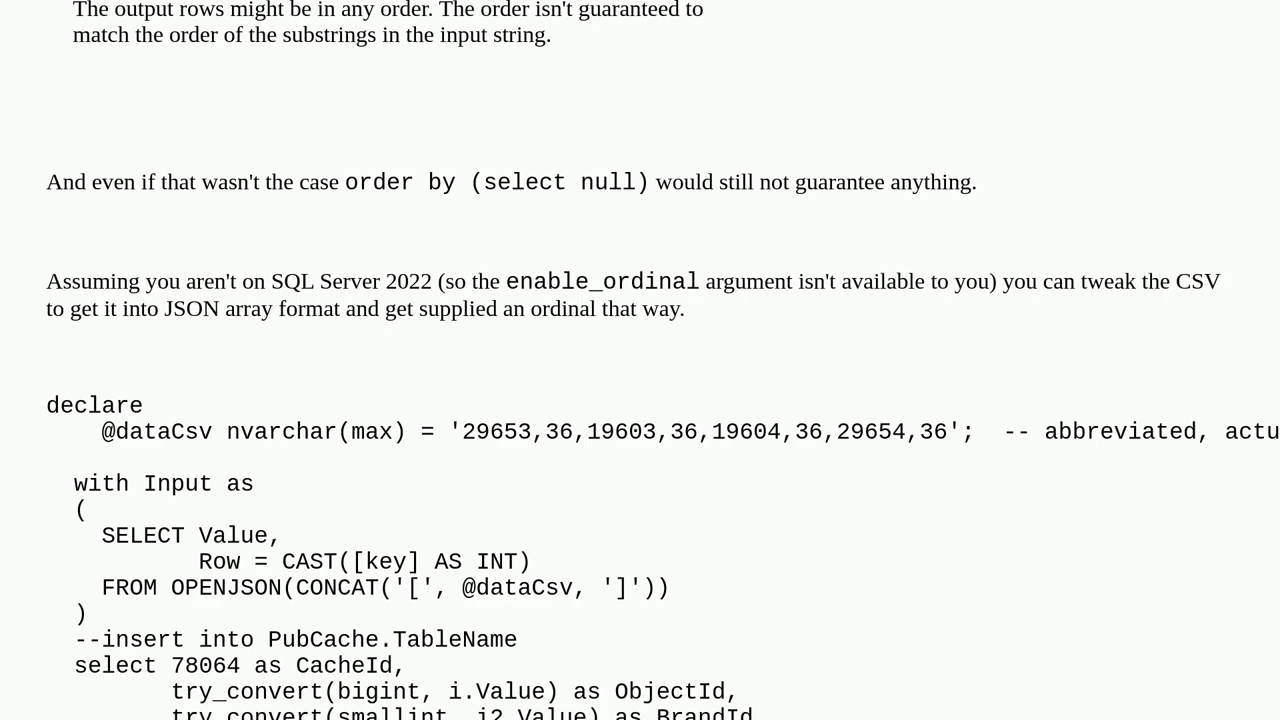 The output rows might be in any order. The order isn't guaranteed to
match the order of the substrings in the input string.
And even if that wasn't the case order by (select null) would still not guarantee anything.
Assuming you aren't on SQL Server 2022 (so the enable_ordinal argument isn't available to you) you can tweak the CSV
to get it into JSON array format and get supplied an ordinal that way.
declare
    @dataCsv nvarchar(max) = '29653,36,19603,36,19604,36,29654,36';  -- abbreviated, actu
  with Input as
  (
    SELECT Value,
           Row = CAST([key] AS INT)
    FROM OPENJSON(CONCAT('[', @dataCsv, ']'))
  )
  --insert into PubCache.TableName
  select 78064 as CacheId,
         try_convert(bigint, i.Value) as ObjectId,
         try_convert(smallint, i2.Value) as BrandId